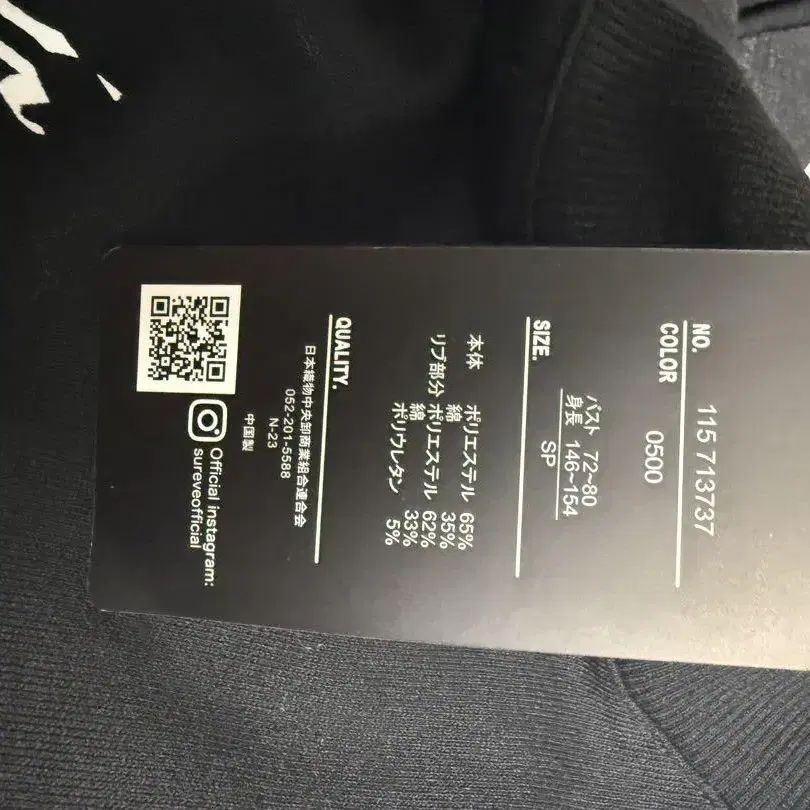 NO. 115 713737
COLOR 0500
SIZE.
バスト 72~80
身長 146~154
SP
本体 ポリエステル 65%
綿 35%
リブ部分 ポリエステル 62%
綿 33%
ポリウレタン 5%
QUALITY.
日本織物中央卸商業組合連合会
052-201-5588
N-23
中国製
Official instagram:
sureveofficial